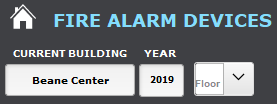 FIRE ALARM DEVICES
CURRENT BUILDING YEAR
Beane Center 2019 Floor